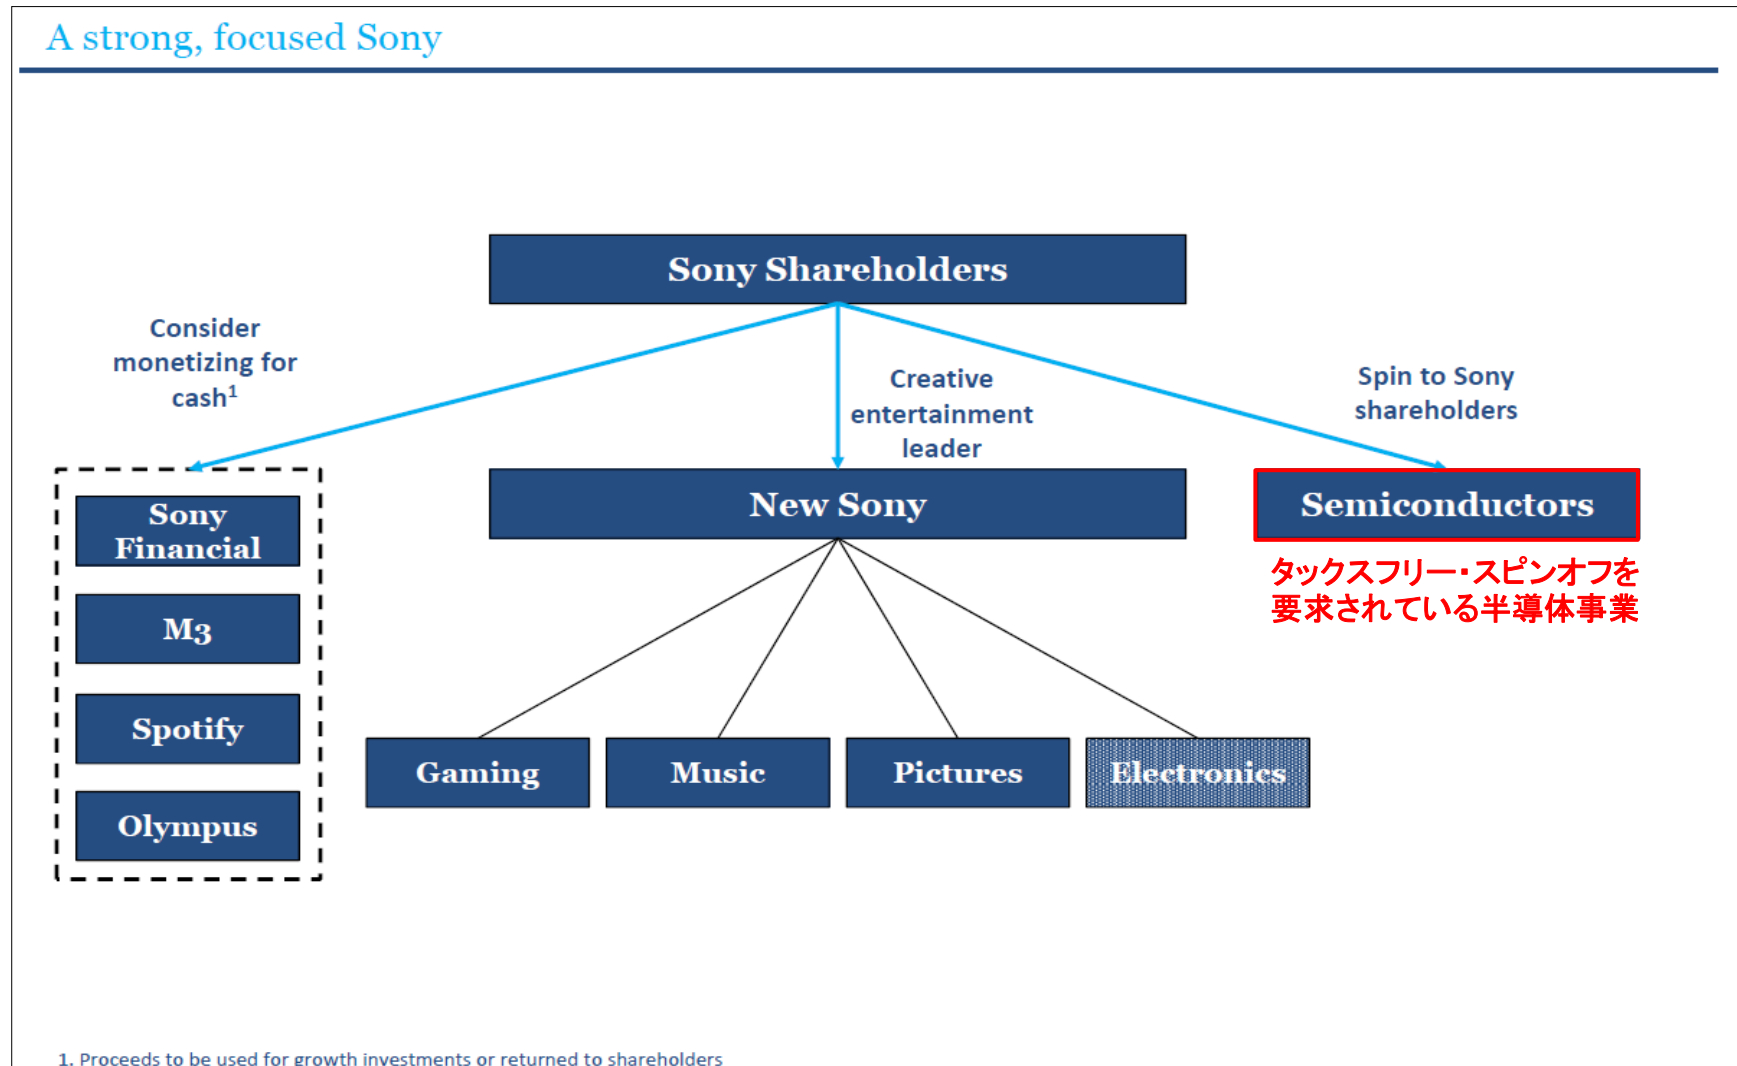 A strong, focused Sony
Sony Shareholders
Consider
monetizing for
cash¹
Creative
entertainment
leader
Spin to Sony
shareholders
Sony
Financial
M3
Spotify
Olympus
New Sony
Semiconductors
タックスフリー・スピンオフを
要求されている半導体事業
Gaming
Music
Pictures
Electronics
1. Proceeds to be used for growth investments or returned to shareholders